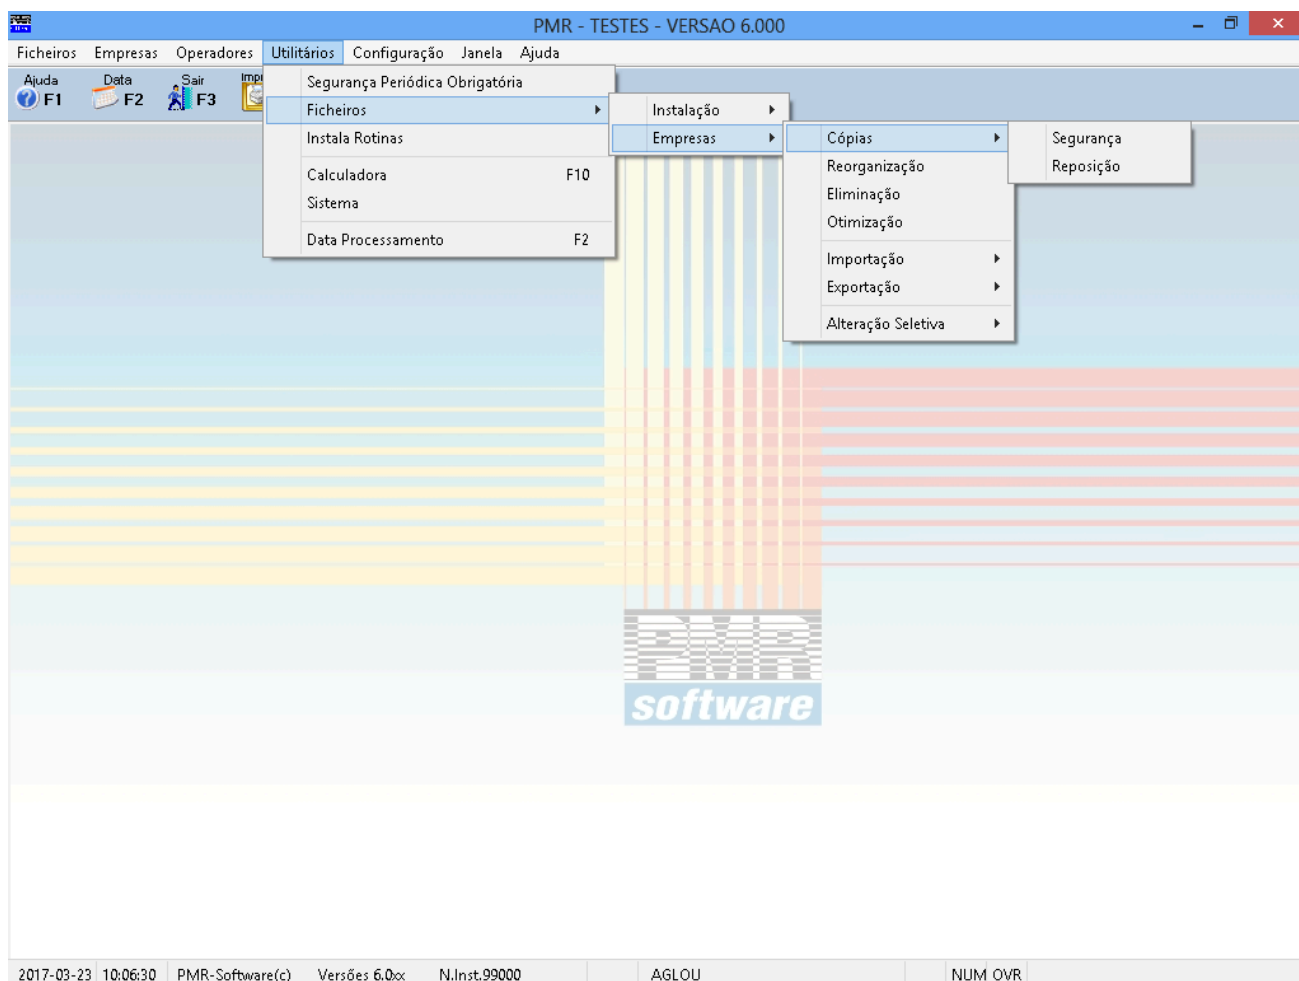 PMR - TESTES - VERSAO 6.000
Ficheiros Empresas Operadores Utilitários Configuração Janela Ajuda
Ajuda F1 Data F2 Sair F3
Segurança Periódica Obrigatória
Ficheiros
Instala Rotinas
Calculadora F10
Sistema
Data Processamento F2
Instalação
Empresas
Cópias
Reorganização
Eliminação
Otimização
Importação
Exportação
Alteração Seletiva
Segurança
Reposição
PMR
software
2017-03-23 10:06:30 PMR-Software(c) Versões 6.0xx N.Inst.99000 AGLOU NUM OVR